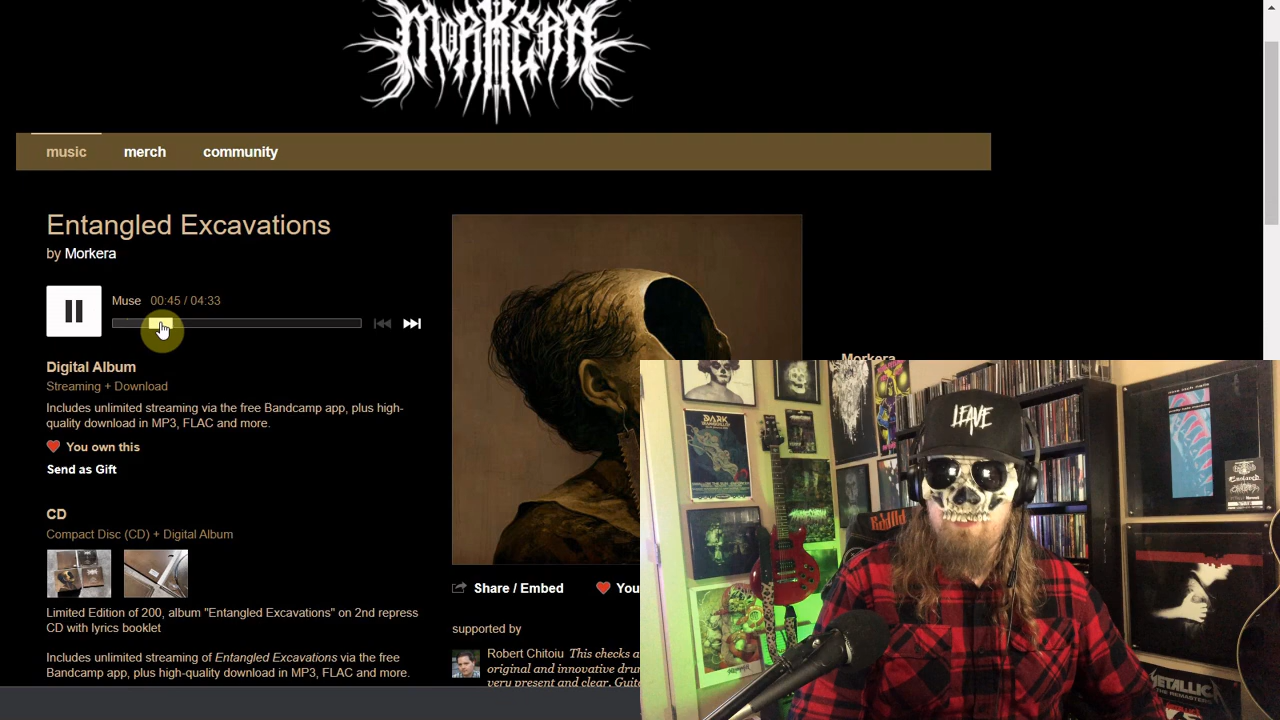 MORKERA
music merch community
Entangled Excavations
by Morkera
Muse 00:45 / 04:33
Digital Album
Streaming + Download
Includes unlimited streaming via the free Bandcamp app, plus high-
quality download in MP3, FLAC and more.
You own this
Send as Gift
CD
Compact Disc (CD) + Digital Album
Limited Edition of 200, album "Entangled Excavations" on 2nd repress
CD with lyrics booklet
Includes unlimited streaming of Entangled Excavations via the free
Bandcamp app, plus high-quality download in MP3, FLAC and more.
Share / Embed You
supported by
Robert Chitoiu This checks a
original and innovative dru
very present and clear. Guit
Morkera
LEAVE
DARK
METALLIC